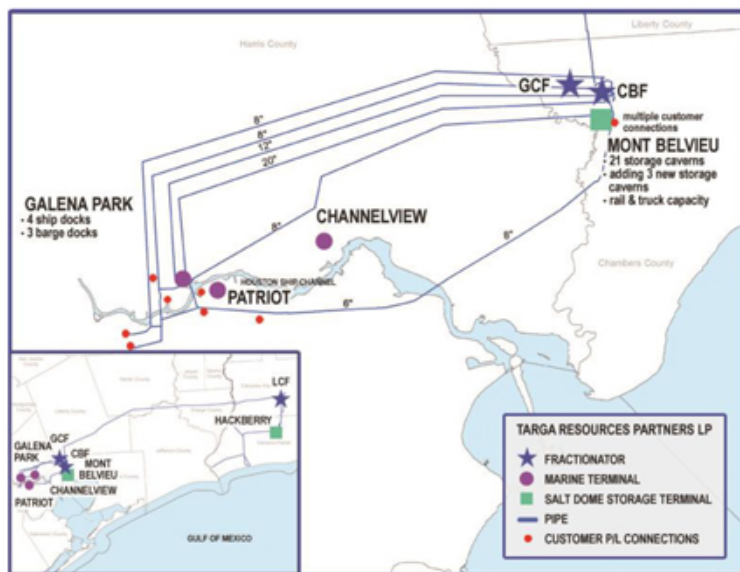 Harris County
Liberty County
GCF
CBF
multiple customer
connections
MONT BELVIEU
- 21 storage caverns
- adding 3 new storage
caverns
- rail & truck capacity
8"
8"
12"
20"
GALENA PARK
- 4 ship docks
- 3 barge docks
8"
CHANNELVIEW
8"
Chambers County
HOUSTON SHIP CHANNEL
PATRIOT
6"
LCF
HACKBERRY
GCF
GALENA
PARK
CBF
MONT
BELVIEU
CHANNELVIEW
PATRIOT
GULF OF MEXICO
TARGA RESOURCES PARTNERS LP
FRACTIONATOR
MARINE TERMINAL
SALT DOME STORAGE TERMINAL
PIPE
CUSTOMER P/L CONNECTIONS